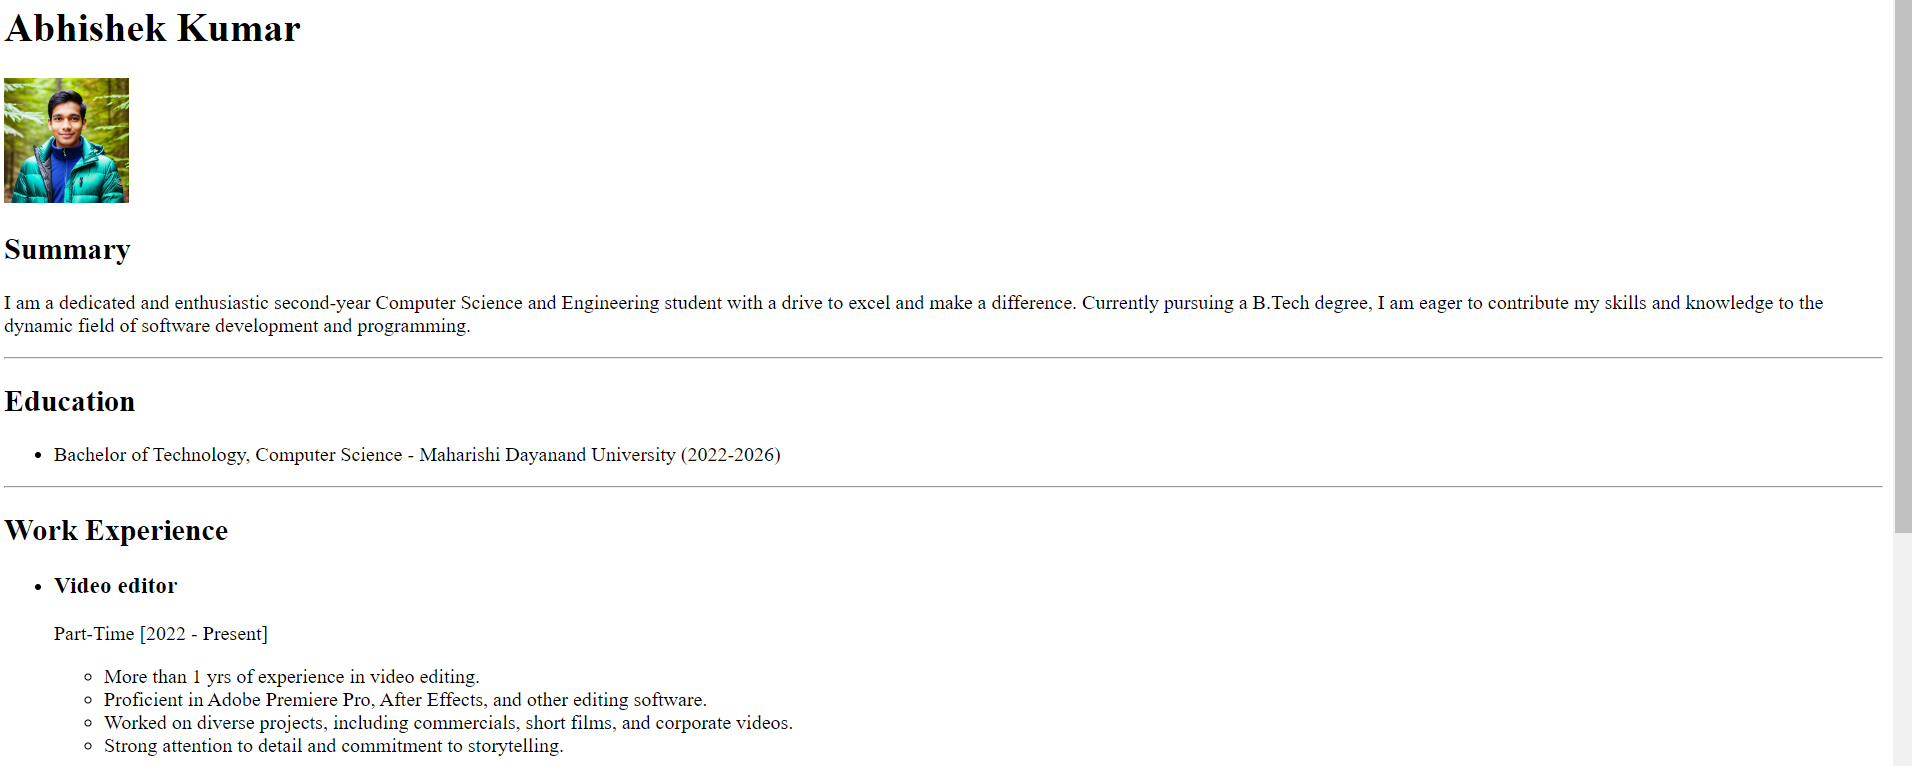 Abhishek Kumar
Summary
I am a dedicated and enthusiastic second-year Computer Science and Engineering student with a drive to excel and make a difference. Currently pursuing a B.Tech degree, I am eager to contribute my skills and knowledge to the
dynamic field of software development and programming.
Education
• Bachelor of Technology, Computer Science - Maharishi Dayanand University (2022-2026)
Work Experience
• Video editor
Part-Time [2022 - Present]
◦ More than 1 yrs of experience in video editing.
◦ Proficient in Adobe Premiere Pro, After Effects, and other editing software.
◦ Worked on diverse projects, including commercials, short films, and corporate videos.
◦ Strong attention to detail and commitment to storytelling.